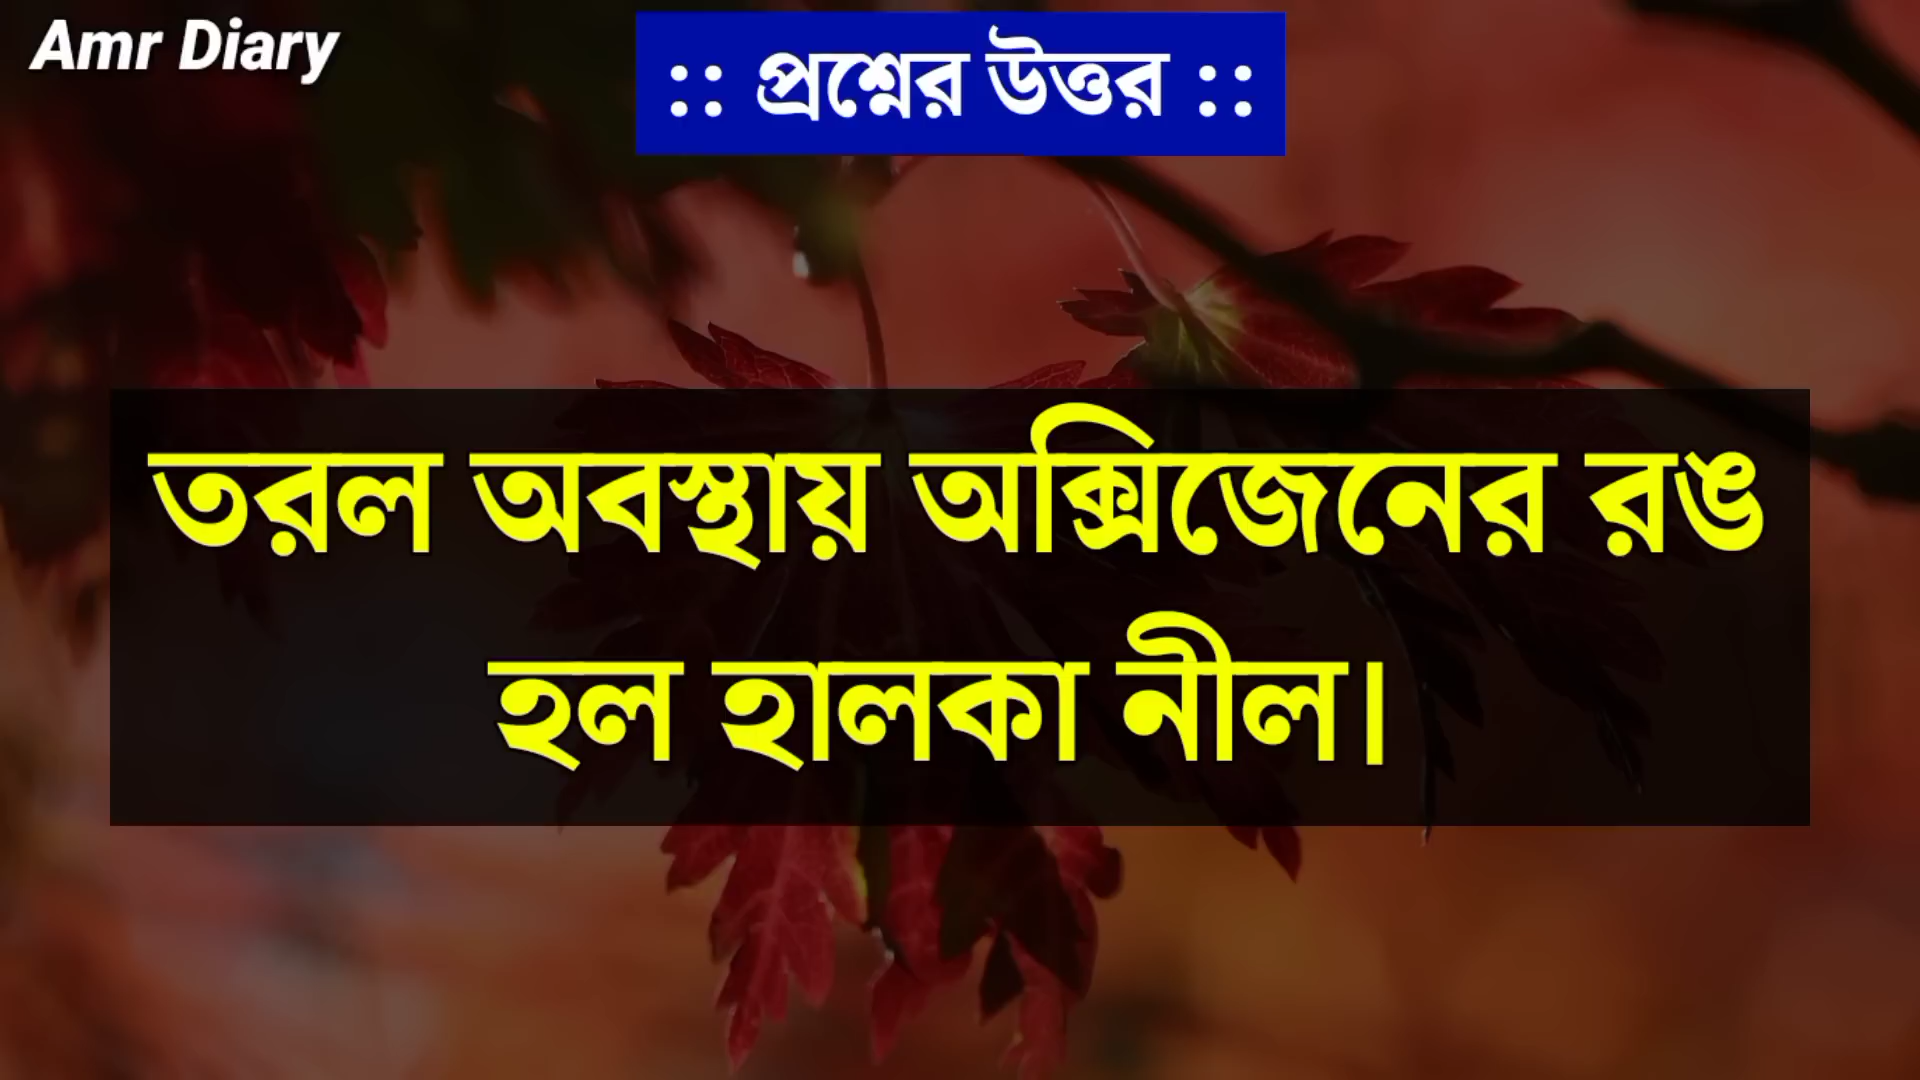 Amr Diary
:: প্রশ্নের উত্তর ::
তরল অবস্থায় অক্সিজেনের রঙ
হল হালকা নীল।